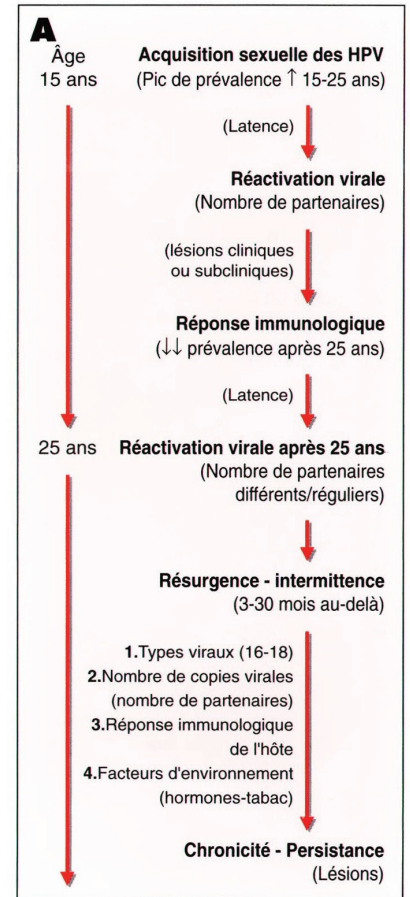 A
Âge
15 ans
Acquisition sexuelle des HPV
(Pic de prévalence ↑ 15-25 ans)
(Latence)
Réactivation virale
(Nombre de partenaires)
(lésions cliniques
ou subcliniques)
Réponse immunologique
(↓↓ prévalence après 25 ans)
(Latence)
25 ans
Réactivation virale après 25 ans
(Nombre de partenaires
différents/réguliers)
Résurgence - intermittence
(3-30 mois au-delà)
1.Types viraux (16-18)
2.Nombre de copies virales
(nombre de partenaires)
3.Réponse immunologique
de l'hôte
4.Facteurs d'environnement
(hormones-tabac)
Chronicité - Persistance
(Lésions)